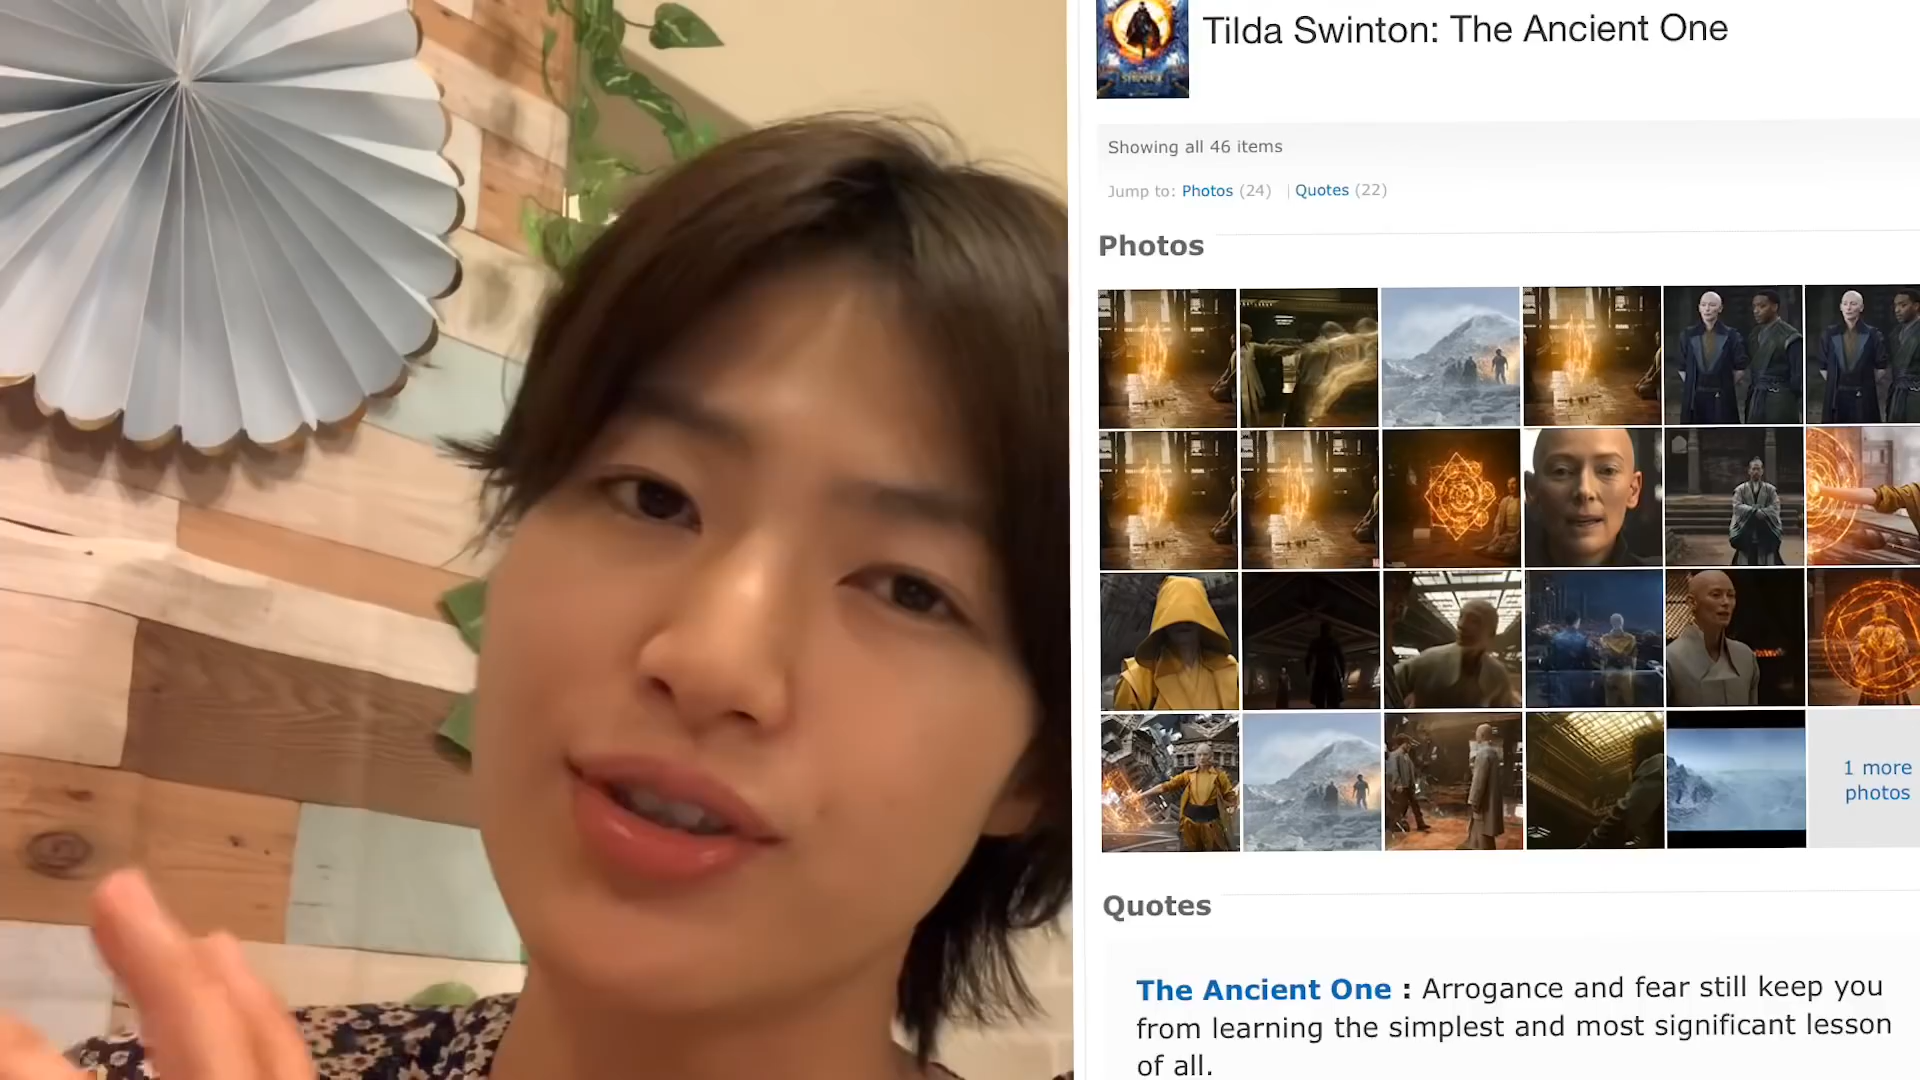 Tilda Swinton: The Ancient One
Showing all 46 items
Jump to: Photos (24) | Quotes (22)
Photos
1 more
photos
Quotes
The Ancient One : Arrogance and fear still keep you
from learning the simplest and most significant lesson
of all.